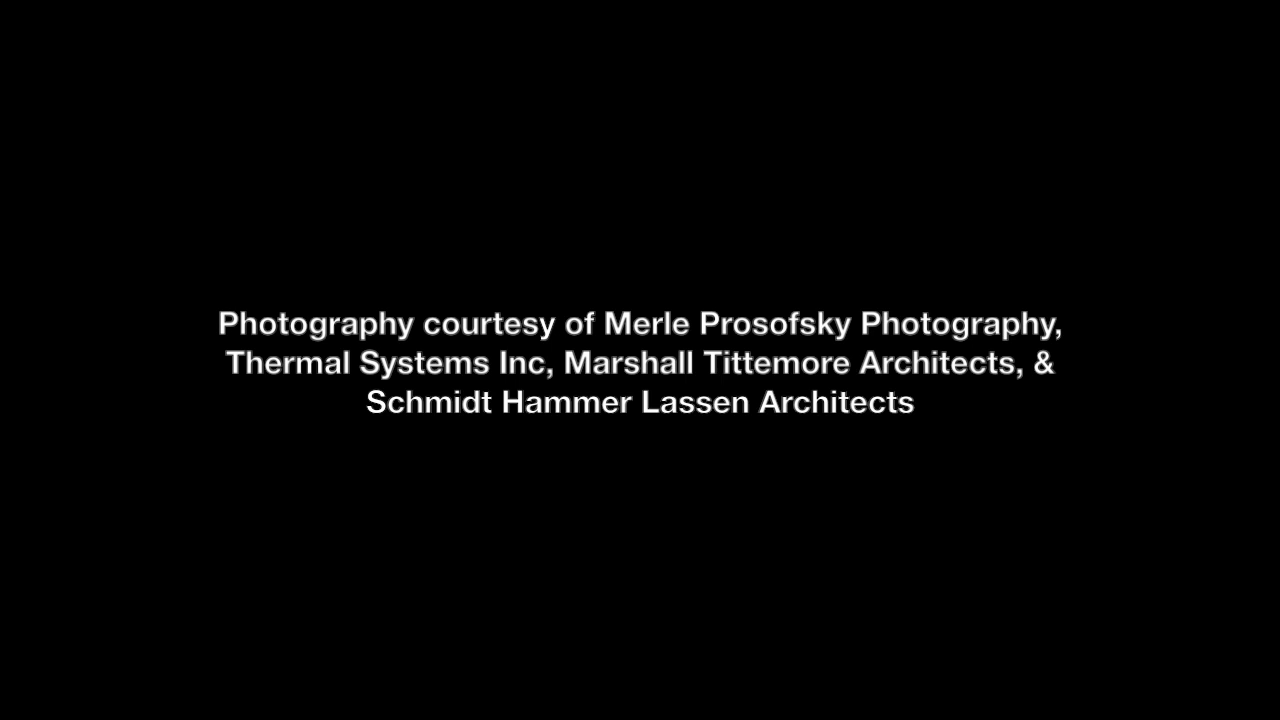 Photography courtesy of Merle Prosofsky Photography,
Thermal Systems Inc, Marshall Tittemore Architects, &
Schmidt Hammer Lassen Architects